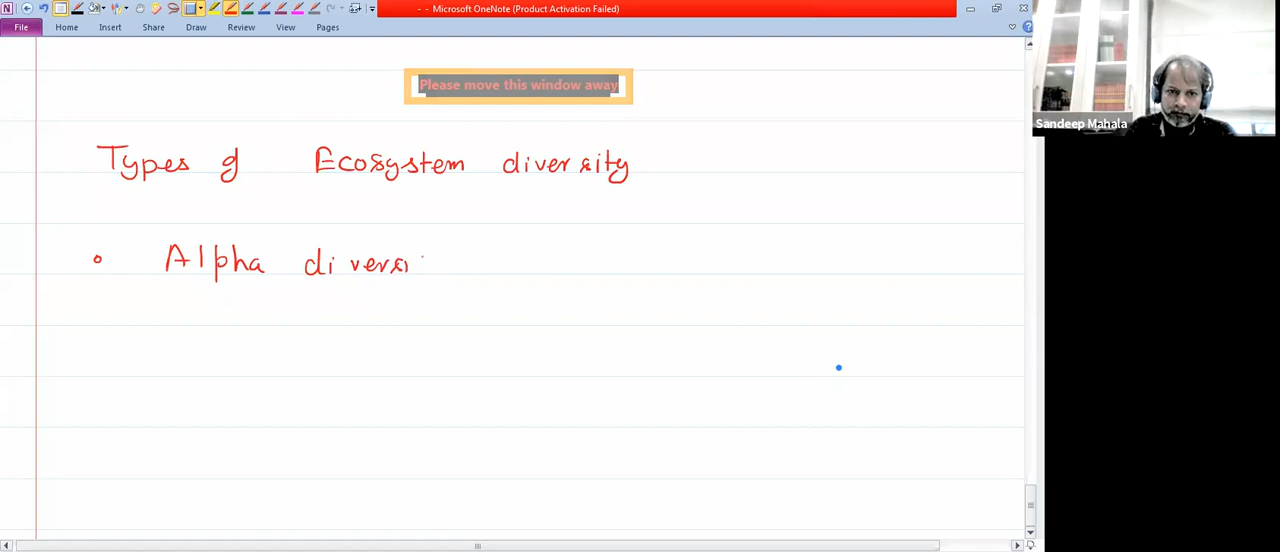 - - Microsoft OneNote (Product Activation Failed)
File Home Insert Share Draw Review View Pages
Please move this window away
Sandeep Mahala
Types of Ecosystem diversity
Alpha diversi